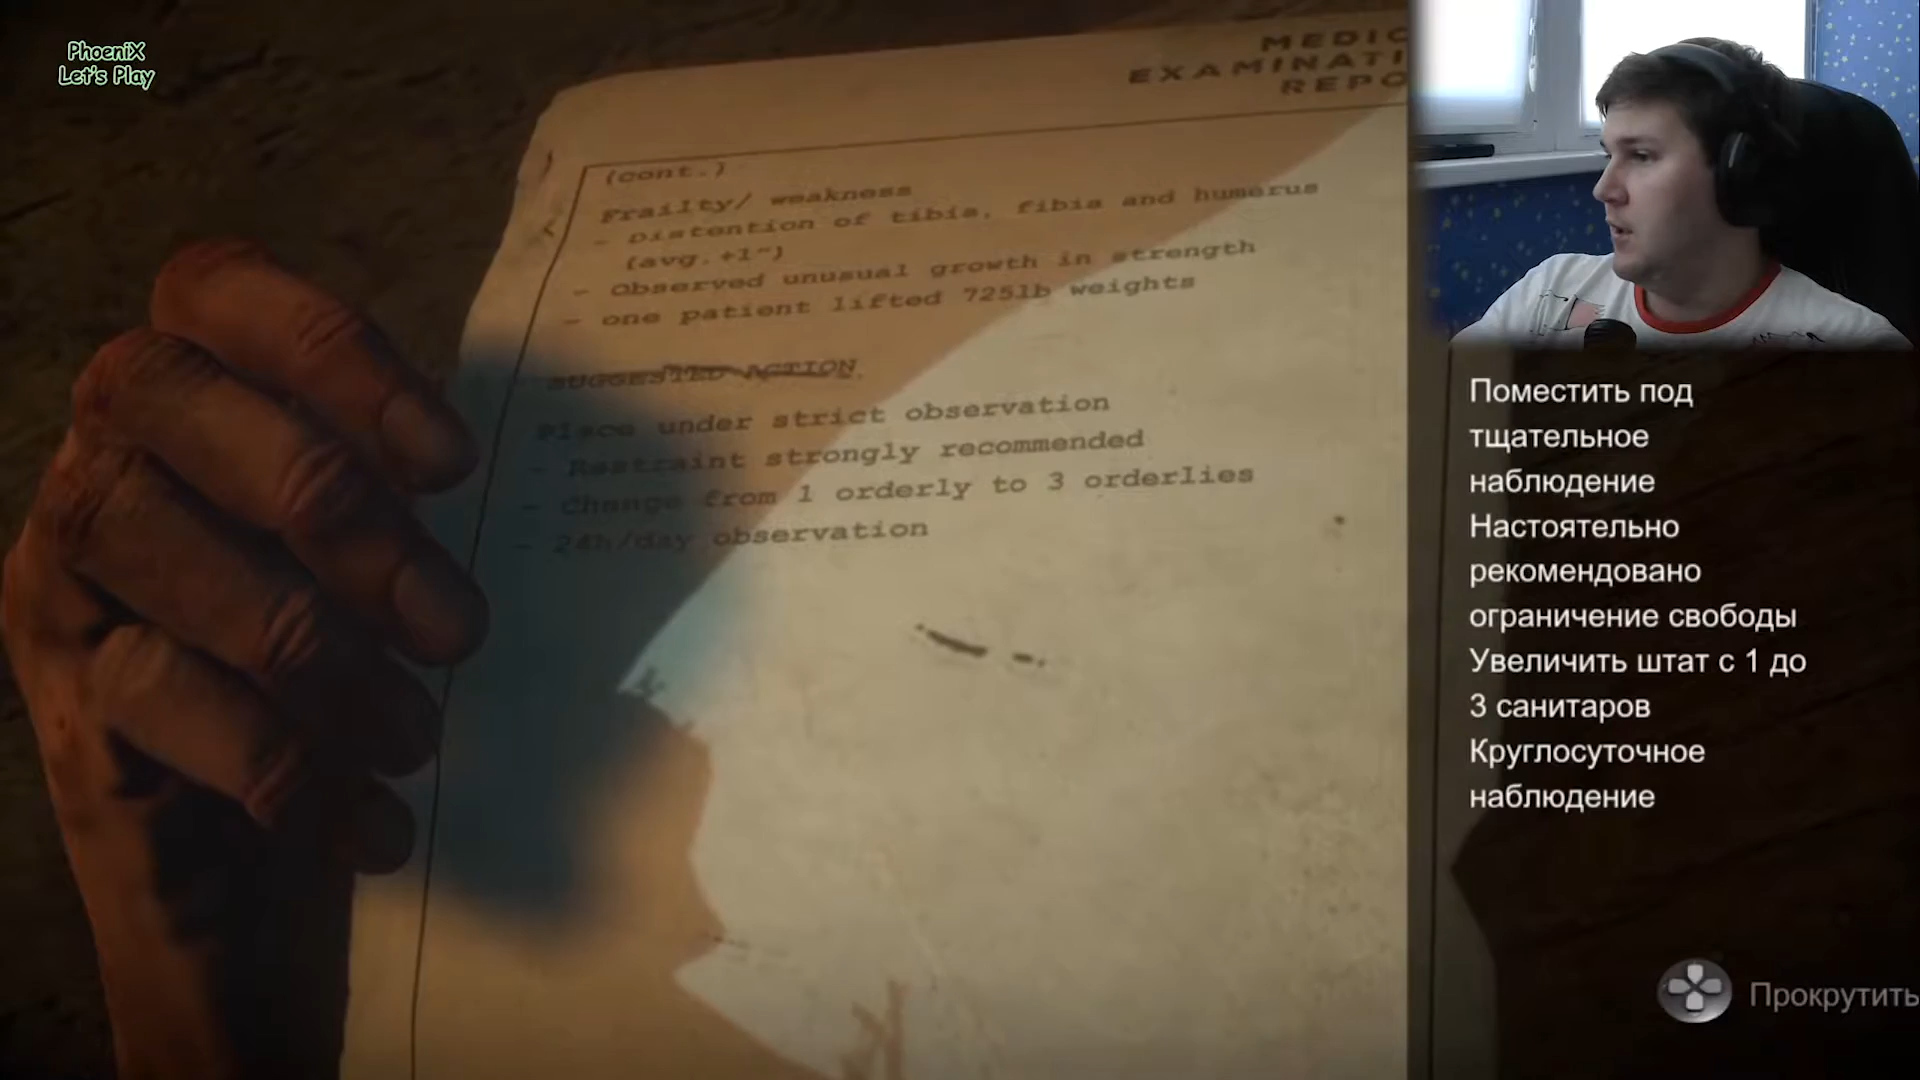 PhoeniX
Let's Play
MEDIC
EXAMINATI
REPO
(cont.)
Frailty/ weakness
- Distention of tibia, fibia and humerus
(avg. +1")
- Observed unusual growth in strength
- one patient lifted 725lb weights
SUGGESTED ACTION
Place under strict observation
- Restraint strongly recommended
- Change from 1 orderly to 3 orderlies
- 24h/day observation
Поместить под
тщательное
наблюдение
Настоятельно
рекомендовано
ограничение свободы
Увеличить штат с 1 до
3 санитаров
Круглосуточное
наблюдение
Прокрутить